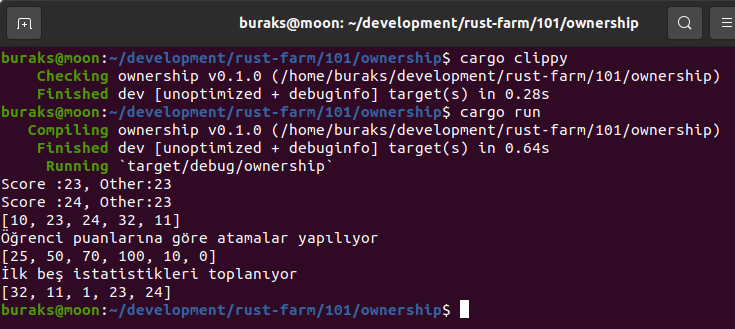 buraks@moon: ~/development/rust-farm/101/ownership
buraks@moon:~/development/rust-farm/101/ownership$ cargo clippy
    Checking ownership v0.1.0 (/home/buraks/development/rust-farm/101/ownership)
    Finished dev [unoptimized + debuginfo] target(s) in 0.28s
buraks@moon:~/development/rust-farm/101/ownership$ cargo run
   Compiling ownership v0.1.0 (/home/buraks/development/rust-farm/101/ownership)
    Finished dev [unoptimized + debuginfo] target(s) in 0.64s
     Running `target/debug/ownership`
Score :23, Other:23
Score :24, Other:23
[10, 23, 24, 32, 11]
Öğrenci puanlarına göre atamalar yapılıyor
[25, 50, 70, 100, 10, 0]
İlk beş istatistikleri toplanıyor
[32, 11, 1, 23, 24]
buraks@moon:~/development/rust-farm/101/ownership$